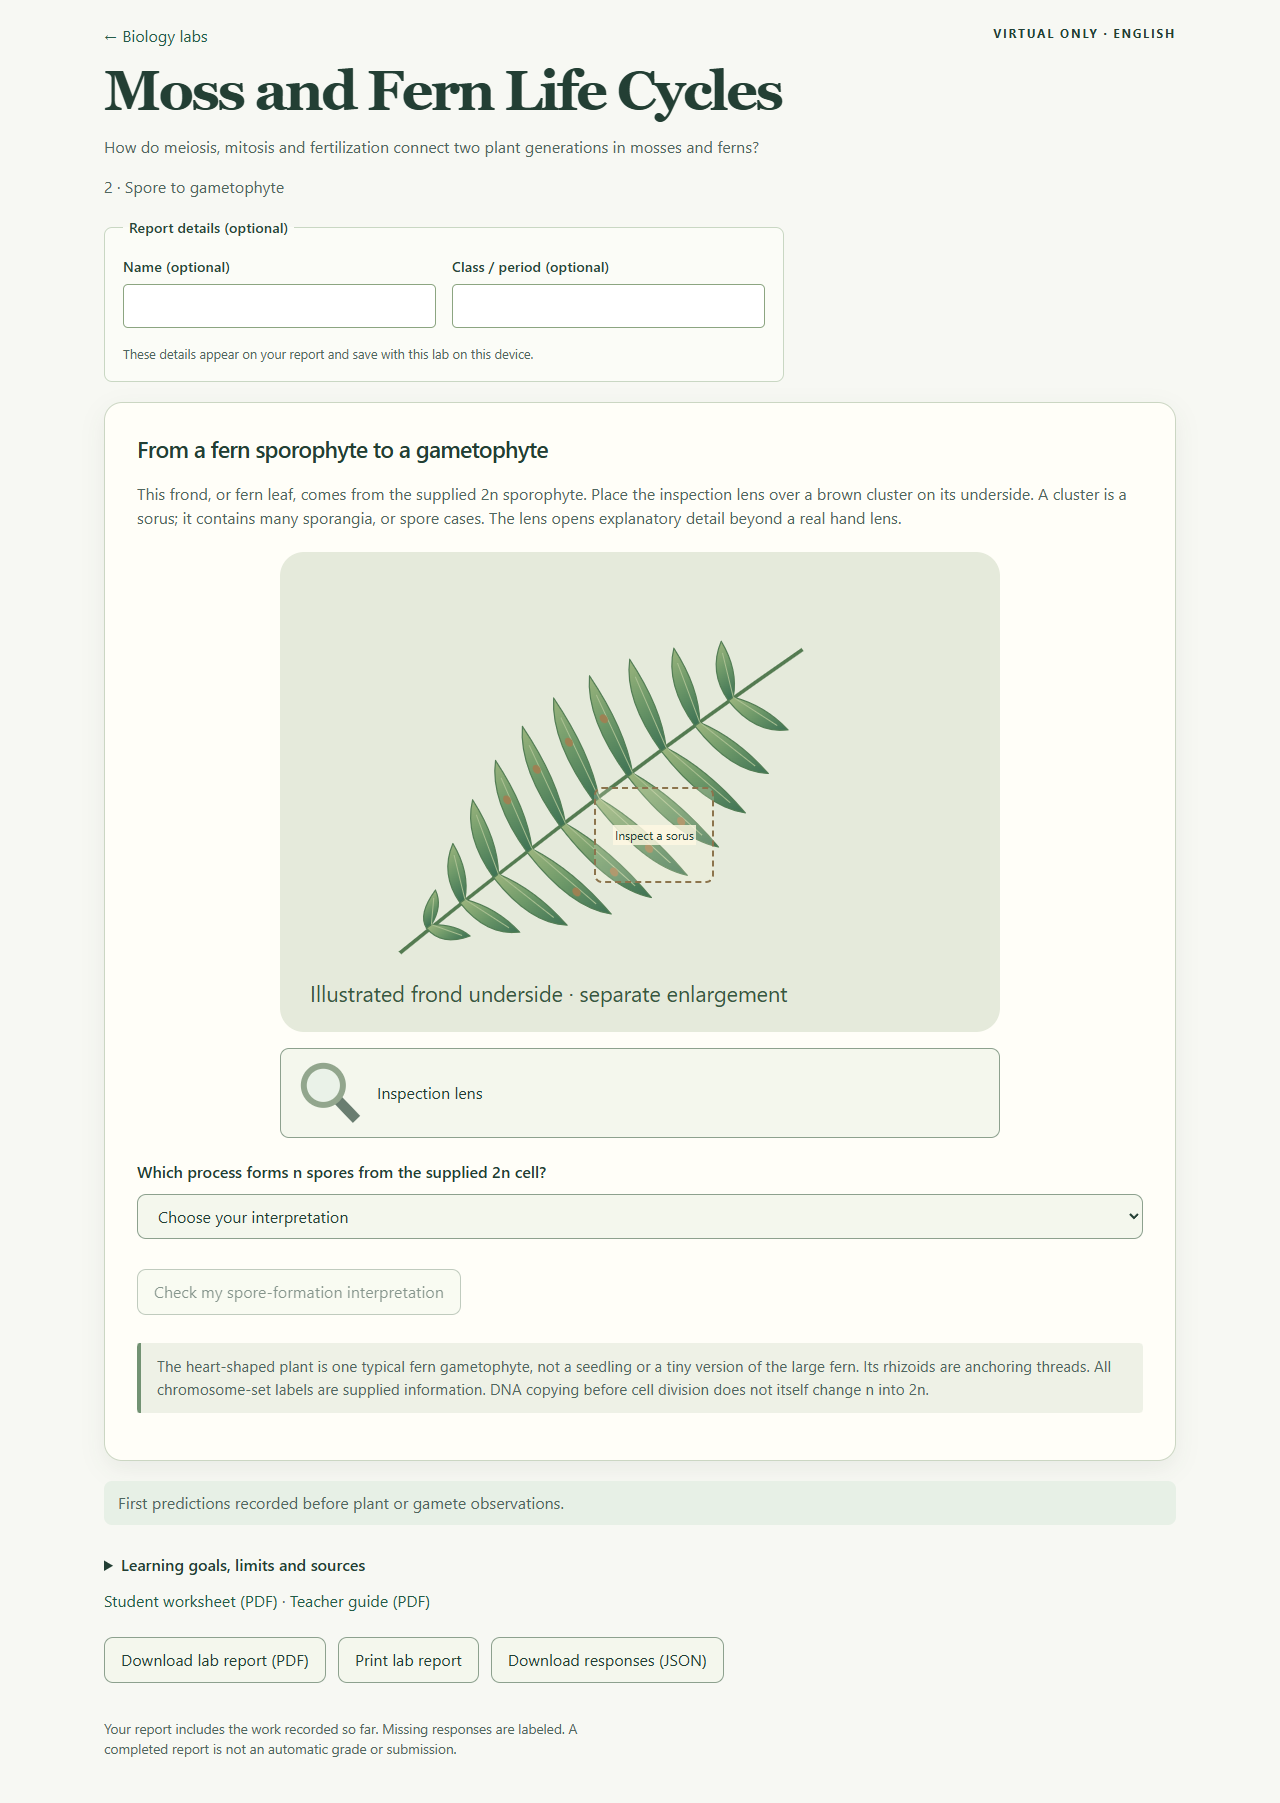 ← Biology labs
VIRTUAL ONLY · ENGLISH
Moss and Fern Life Cycles
How do meiosis, mitosis and fertilization connect two plant generations in mosses and ferns?
2 · Spore to gametophyte
Report details (optional)
Name (optional)
Class / period (optional)
These details appear on your report and save with this lab on this device.
From a fern sporophyte to a gametophyte
This frond, or fern leaf, comes from the supplied 2n sporophyte. Place the inspection lens over a brown cluster on its underside. A cluster is a
sorus; it contains many sporangia, or spore cases. The lens opens explanatory detail beyond a real hand lens.
Inspect a sorus
Illustrated frond underside · separate enlargement
Inspection lens
Which process forms n spores from the supplied 2n cell?
Choose your interpretation
Check my spore-formation interpretation
The heart-shaped plant is one typical fern gametophyte, not a seedling or a tiny version of the large fern. Its rhizoids are anchoring threads. All
chromosome-set labels are supplied information. DNA copying before cell division does not itself change n into 2n.
First predictions recorded before plant or gamete observations.
▶ Learning goals, limits and sources
Student worksheet (PDF) · Teacher guide (PDF)
Download lab report (PDF)
Print lab report
Download responses (JSON)
Your report includes the work recorded so far. Missing responses are labeled. A
completed report is not an automatic grade or submission.